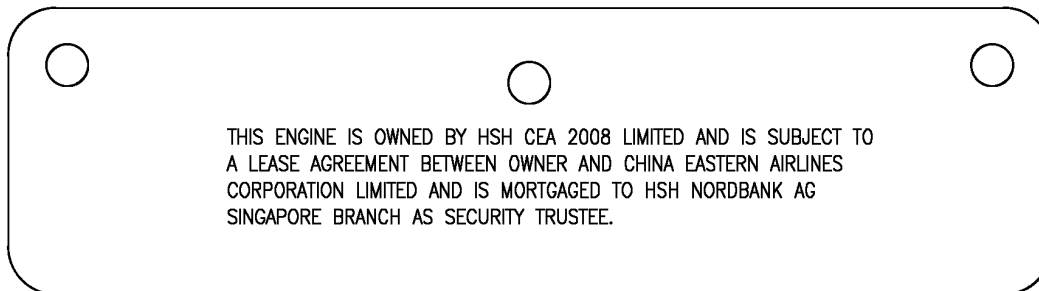 THIS ENGINE IS OWNED BY HSH CEA 2008 LIMITED AND IS SUBJECT TO
A LEASE AGREEMENT BETWEEN OWNER AND CHINA EASTERN AIRLINES
CORPORATION LIMITED AND IS MORTGAGED TO HSH NORDBANK AG
SINGAPORE BRANCH AS SECURITY TRUSTEE.